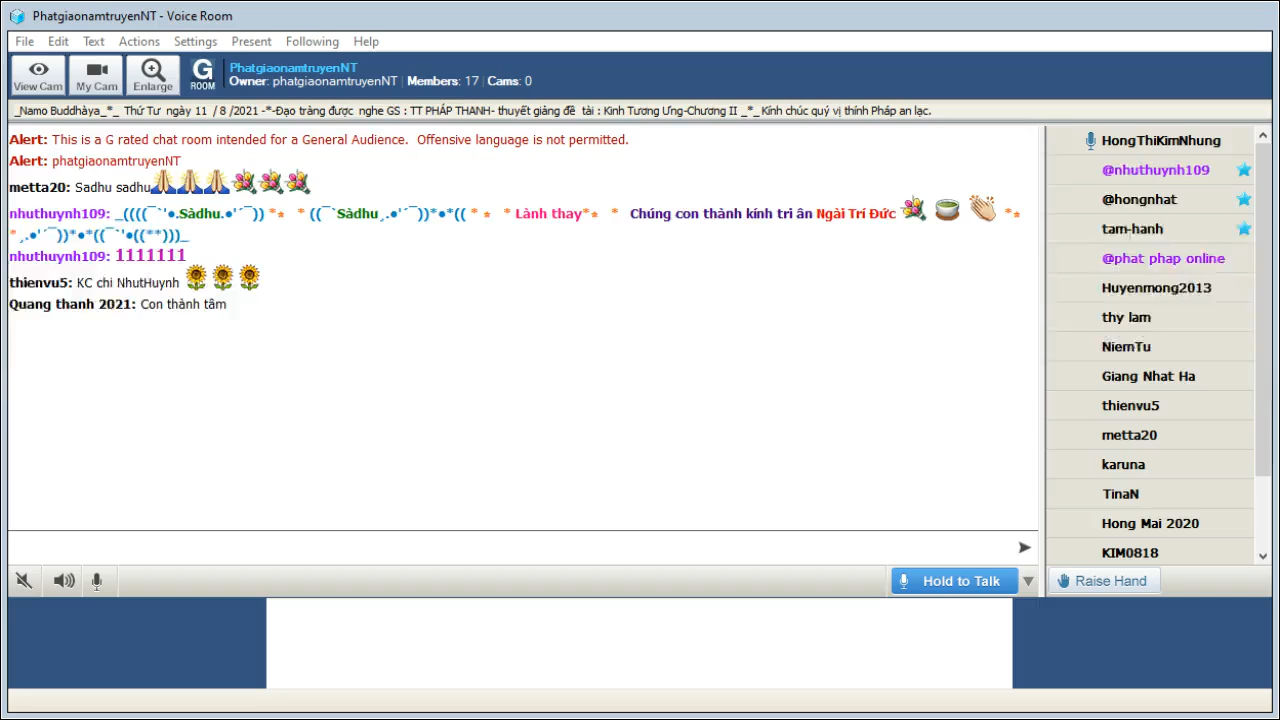 PhatgiaonamtruyenNT - Voice Room
File Edit Text Actions Settings Present Following Help
View Cam My Cam Enlarge G ROOM
PhatgiaonamtruyenNT
Owner: phatgiaonamtruyenNT | Members: 17 | Cams: 0
_Namo Buddhàya_*_ Thứ Tư ngày 11 / 8 /2021 -*-Đạo tràng được nghe GS : TT PHÁP THANH- thuyết giảng đề tài : Kinh Tương Ưng-Chương II _*_ Kính chúc quý vị thính Pháp an lạc.
Alert: This is a G rated chat room intended for a General Audience. Offensive language is not permitted.
Alert: phatgiaonamtruyenNT
metta20: Sadhu sadhu
nhuthuynh109: _((((¯`'•.Sàdhu.•'´¯)) *⁎ * ((¯`Sàdhu¸.•'´¯))*•*(( * ⁎ * Lành thay*⁎ * Chúng con thành kính tri ân Ngài Trí Đức *⁎
*¸.•'´¯))*•*((¯`'•((**)))_
nhuthuynh109: 1111111
thienvu5: KC chi NhutHuynh
Quang thanh 2021: Con thành tâm
HongThiKimNhung
@nhuthuynh109
@hongnhat
tam-hanh
@phat phap online
Huyenmong2013
thy lam
NiemTu
Giang Nhat Ha
thienvu5
metta20
karuna
TinaN
Hong Mai 2020
KIM0818
Hold to Talk
Raise Hand